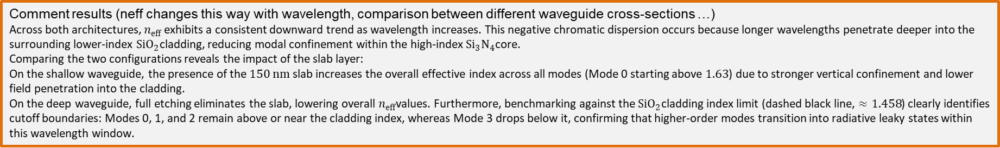 Comment results (neff changes this way with wavelength, comparison between different waveguide cross-sections …)
Across both architectures, n_eff exhibits a consistent downward trend as wavelength increases. This negative chromatic dispersion occurs because longer wavelengths penetrate deeper into the
surrounding lower-index SiO₂ cladding, reducing modal confinement within the high-index Si₃N₄core.
Comparing the two configurations reveals the impact of the slab layer:
On the shallow waveguide, the presence of the 150 nm slab increases the overall effective index across all modes (Mode 0 starting above 1.63) due to stronger vertical confinement and lower
field penetration into the cladding.
On the deep waveguide, full etching eliminates the slab, lowering overall n_effvalues. Furthermore, benchmarking against the SiO₂ cladding index limit (dashed black line, ≈ 1.458) clearly identifies
cutoff boundaries: Modes 0, 1, and 2 remain above or near the cladding index, whereas Mode 3 drops below it, confirming that higher-order modes transition into radiative leaky states within
this wavelength window.